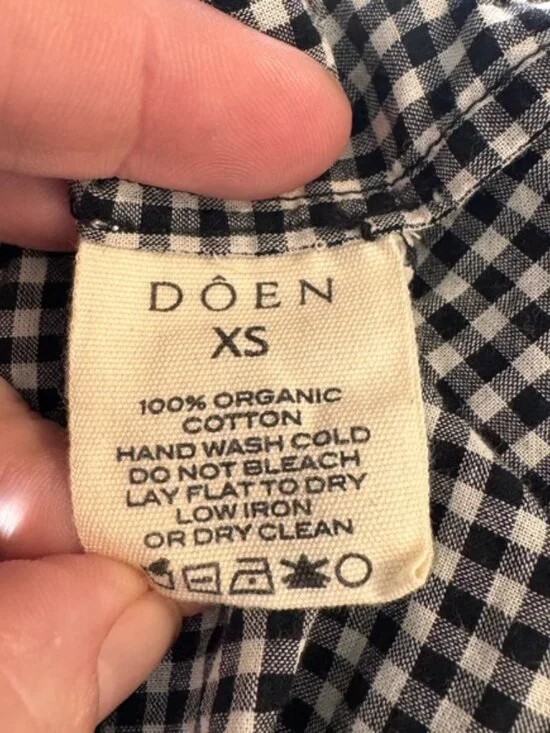 DÔEN
XS
100% ORGANIC
COTTON
HAND WASH COLD
DO NOT BLEACH
LAY FLAT TO DRY
LOW IRON
OR DRY CLEAN